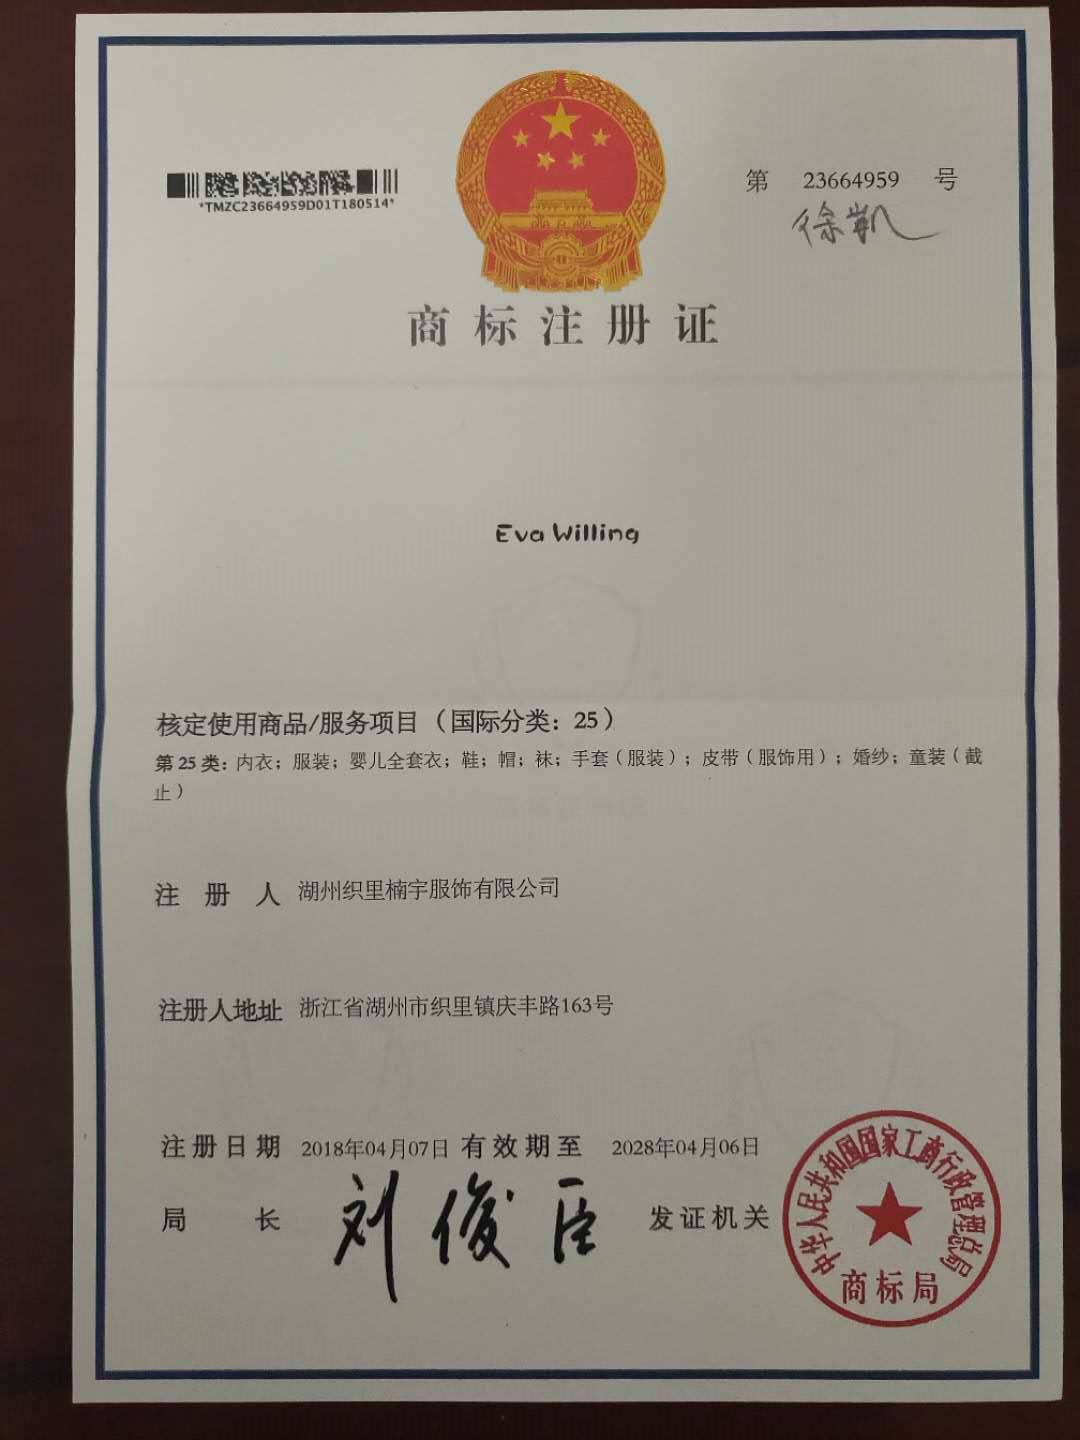 第 23664959 号
*TMZC23664959D01T180514*
徐凯
商标注册证
Eva Willing
核定使用商品/服务项目（国际分类：25）
第 25 类：内衣；服装；婴儿全套衣；鞋；帽；袜；手套（服装）；皮带（服饰用）；婚纱；童装（截
止）
注册人 湖州织里楠宇服饰有限公司
注册人地址 浙江省湖州市织里镇庆丰路163号
注册日期 2018年04月07日 有效期至 2028年04月06日
局长 刘俊臣 发证机关
中华人民共和国国家工商行政管理总局
商标局